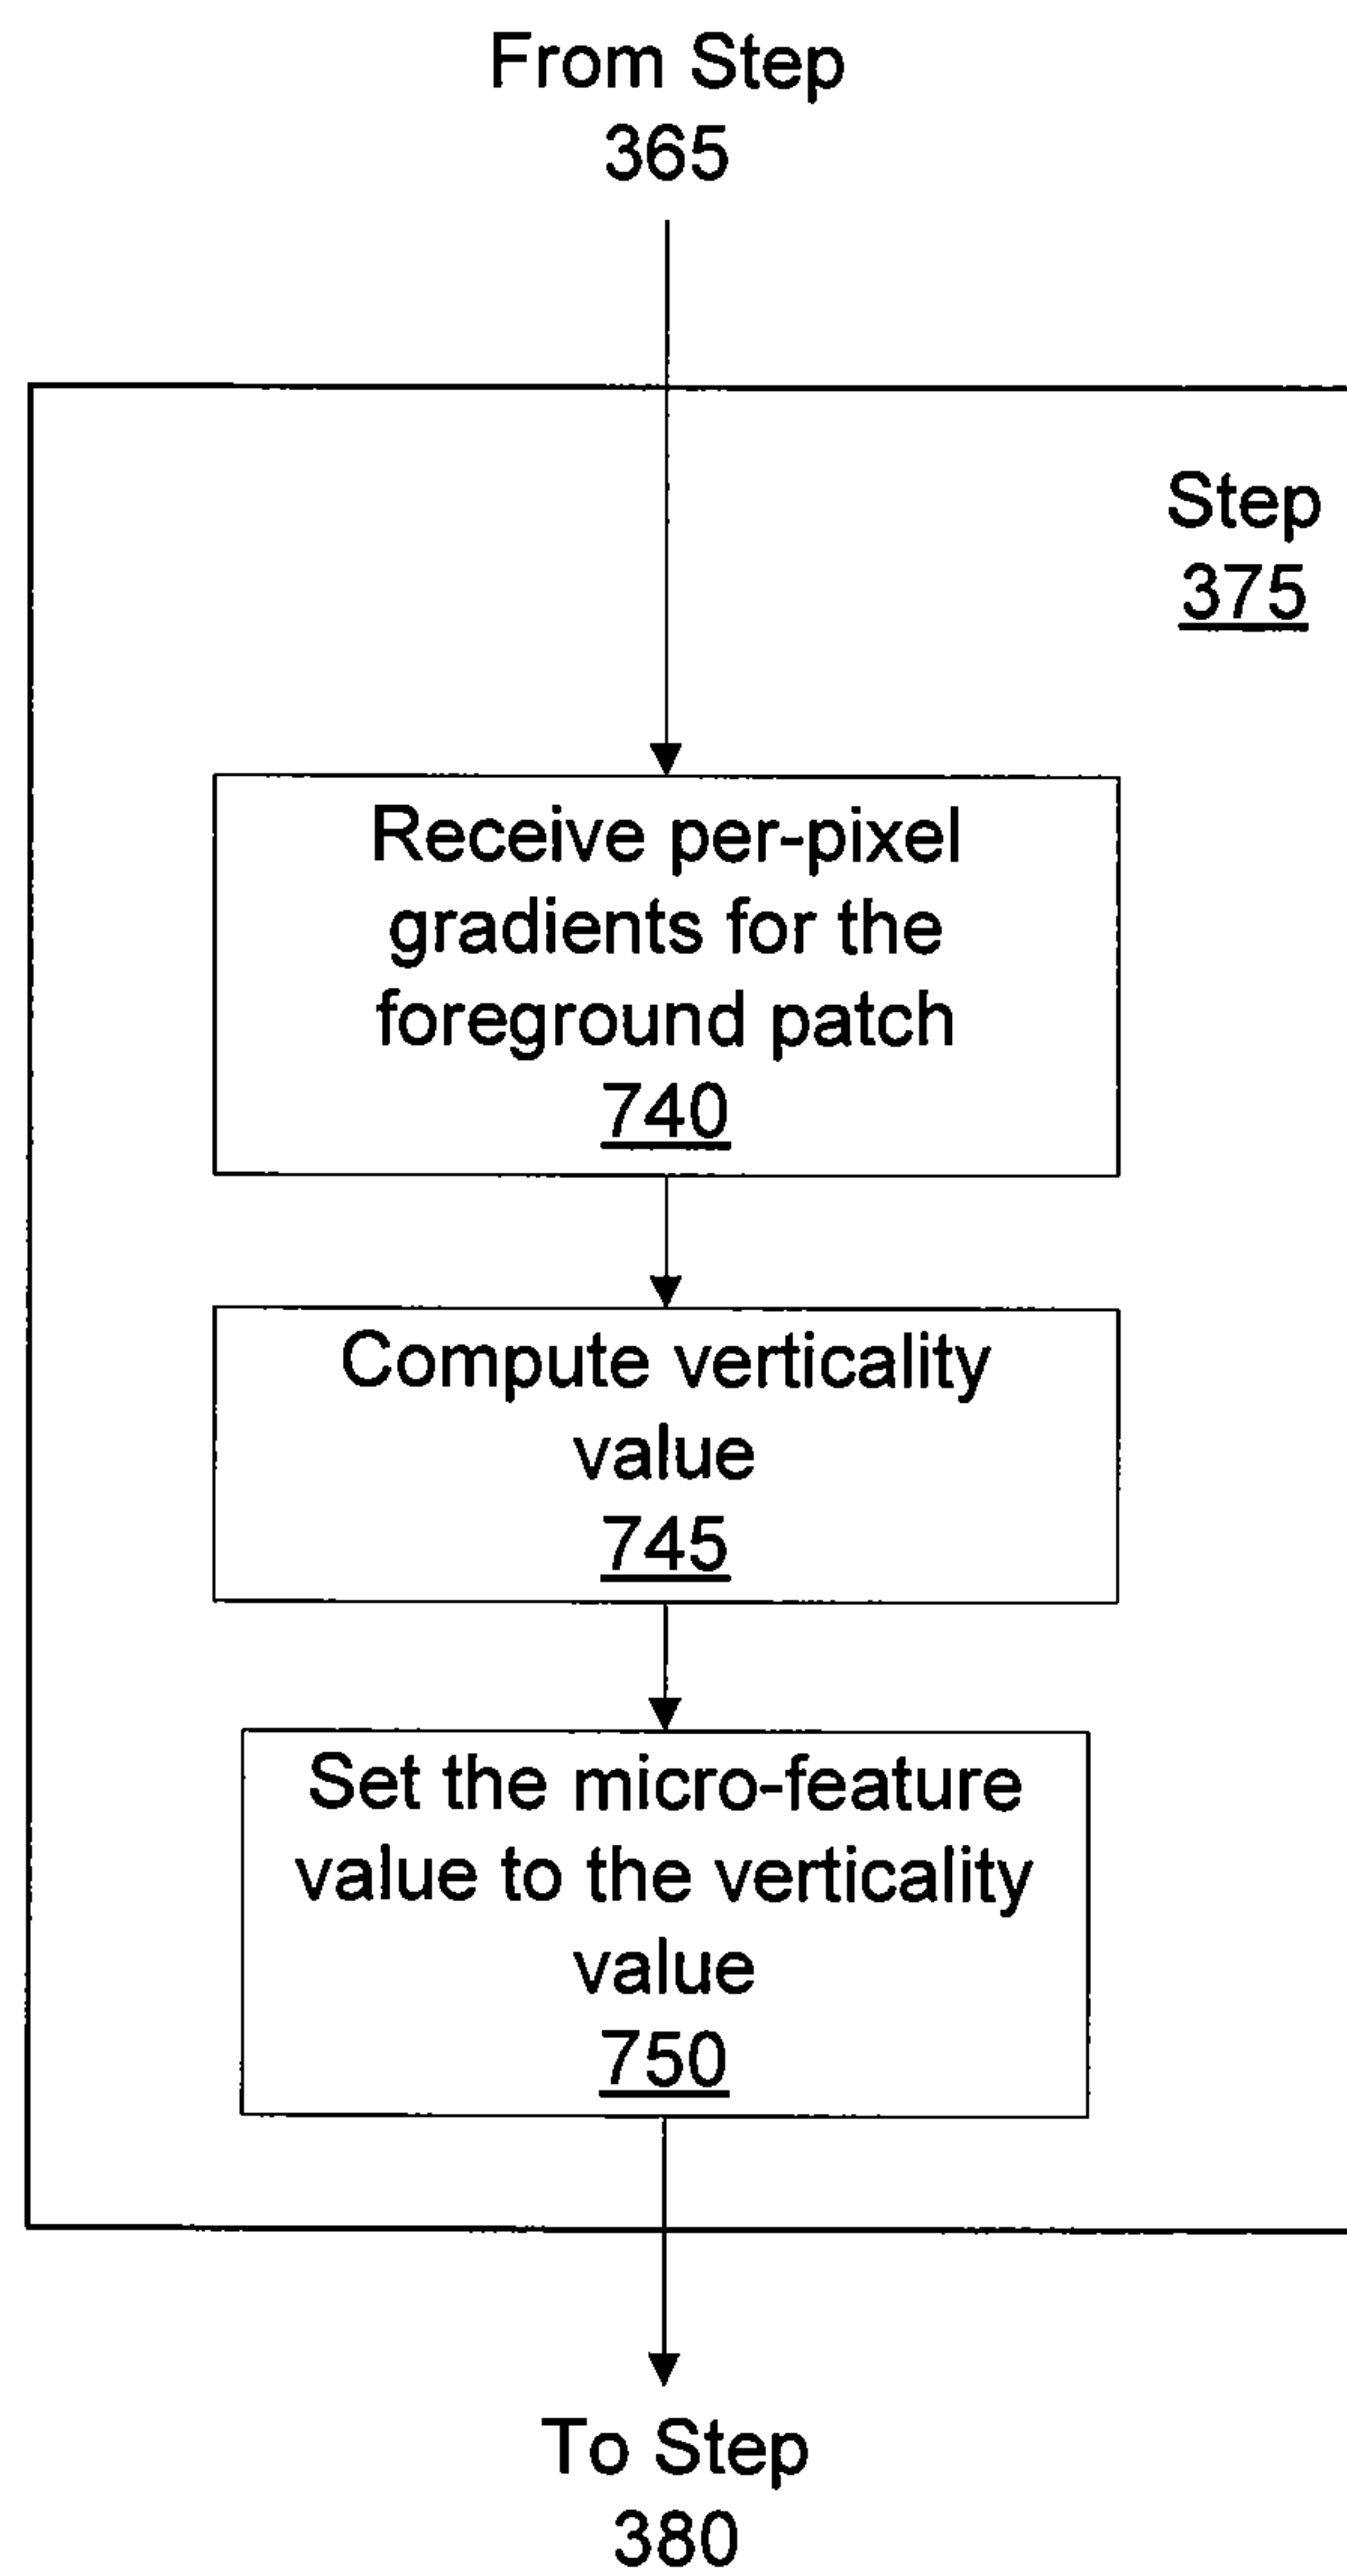 From Step
365
Step
375
Receive per-pixel
gradients for the
foreground patch
740
Compute verticality
value
745
Set the micro-feature
value to the verticality
value
750
To Step
380